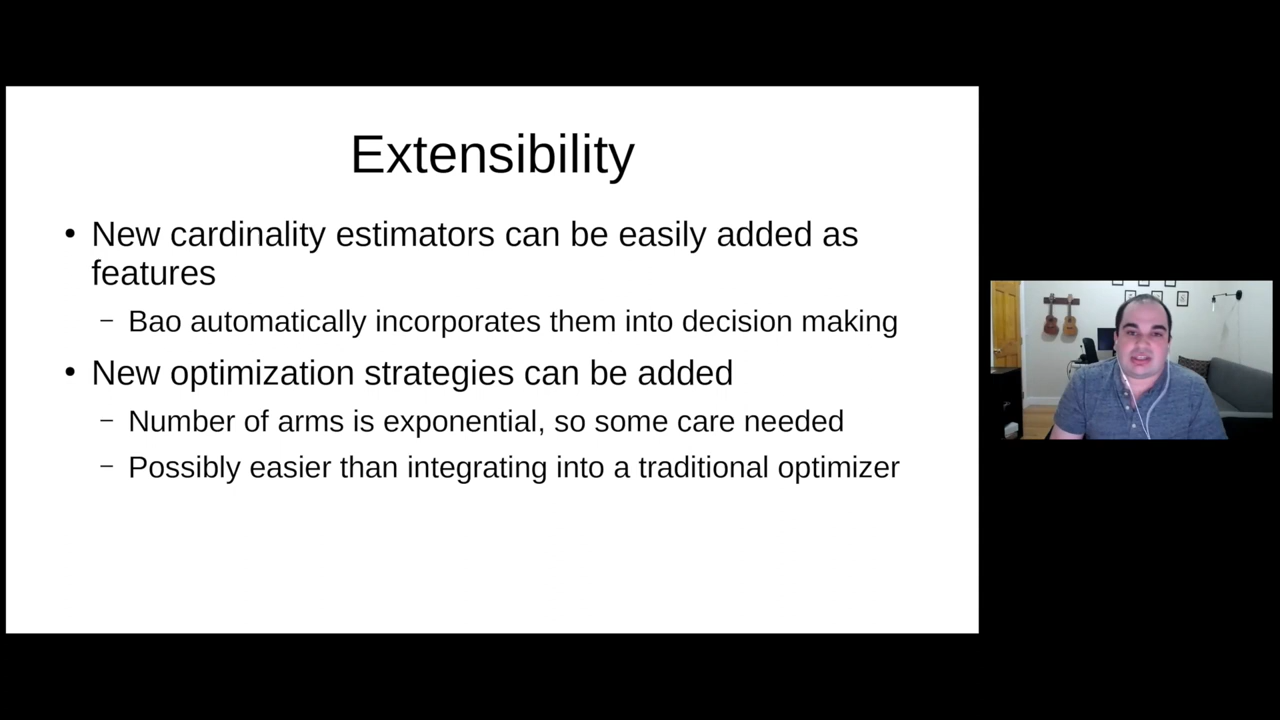 Extensibility
• New cardinality estimators can be easily added as
features
– Bao automatically incorporates them into decision making
• New optimization strategies can be added
– Number of arms is exponential, so some care needed
– Possibly easier than integrating into a traditional optimizer